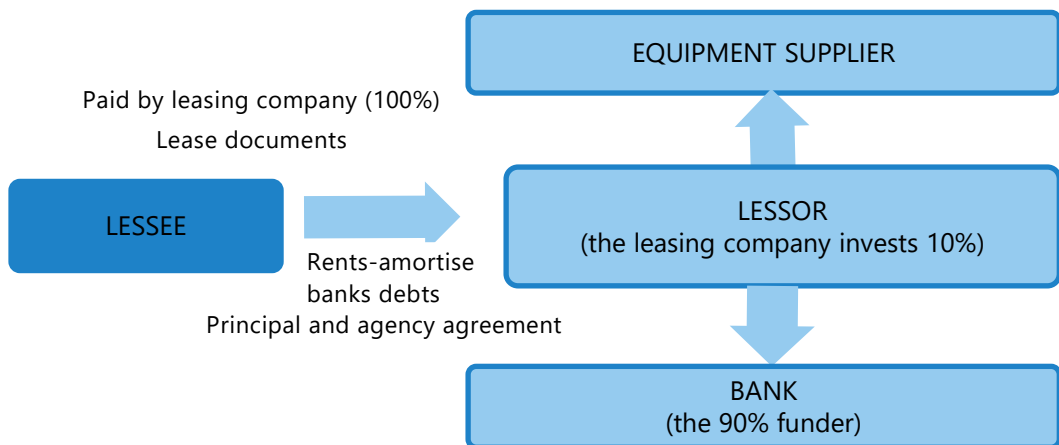 EQUIPMENT SUPPLIER
Paid by leasing company (100%)
Lease documents
LESSEE
LESSOR
(the leasing company invests 10%)
Rents-amortise
banks debts
Principal and agency agreement
BANK
(the 90% funder)